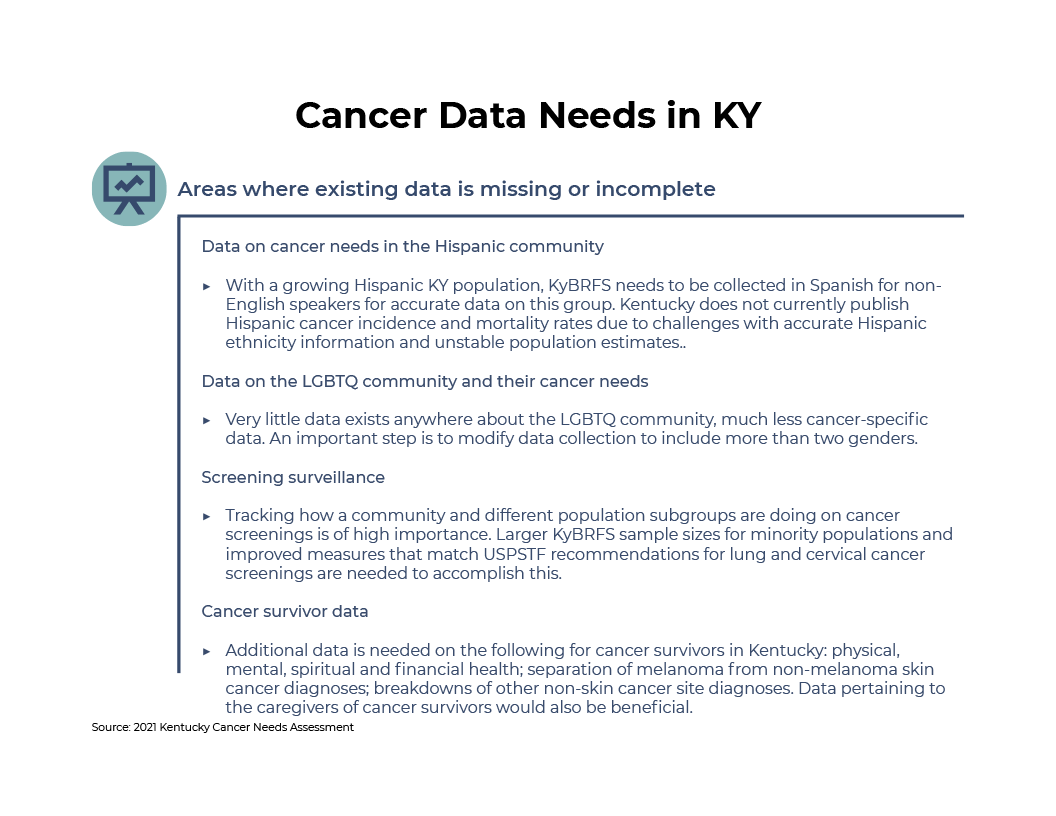 Cancer Data Needs in KY
Areas where existing data is missing or incomplete
Data on cancer needs in the Hispanic community
▸ With a growing Hispanic KY population, KyBRFS needs to be collected in Spanish for non-
English speakers for accurate data on this group. Kentucky does not currently publish
Hispanic cancer incidence and mortality rates due to challenges with accurate Hispanic
ethnicity information and unstable population estimates..
Data on the LGBTQ community and their cancer needs
▸ Very little data exists anywhere about the LGBTQ community, much less cancer-specific
data. An important step is to modify data collection to include more than two genders.
Screening surveillance
▸ Tracking how a community and different population subgroups are doing on cancer
screenings is of high importance. Larger KyBRFS sample sizes for minority populations and
improved measures that match USPSTF recommendations for lung and cervical cancer
screenings are needed to accomplish this.
Cancer survivor data
▸ Additional data is needed on the following for cancer survivors in Kentucky: physical,
mental, spiritual and financial health; separation of melanoma from non-melanoma skin
cancer diagnoses; breakdowns of other non-skin cancer site diagnoses. Data pertaining to
the caregivers of cancer survivors would also be beneficial.
Source: 2021 Kentucky Cancer Needs Assessment